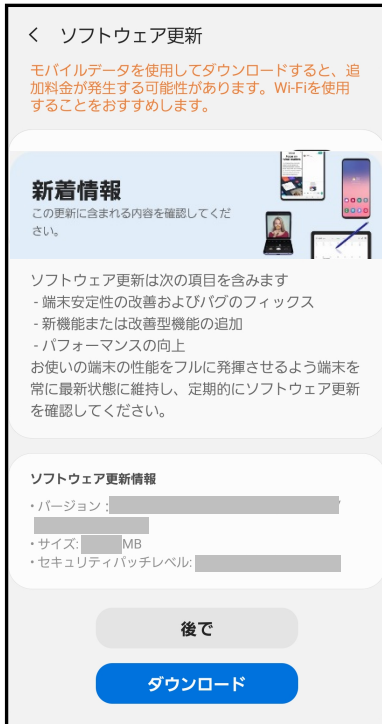 ソフトウェア更新
モバイルデータを使用してダウンロードすると、追
加料金が発生する可能性があります。Wi-Fiを使用
することをおすすめします。
新着情報
この更新に含まれる内容を確認してくだ
さい。
ソフトウェア更新は次の項目を含みます
- 端末安定性の改善およびバグのフィックス
- 新機能または改善型機能の追加
- パフォーマンスの向上
お使いの端末の性能をフルに発揮させるよう端末を
常に最新状態に維持し、定期的にソフトウェア更新
を確認してください。
ソフトウェア更新情報
・バージョン :
・サイズ: MB
・セキュリティパッチレベル:
後で
ダウンロード